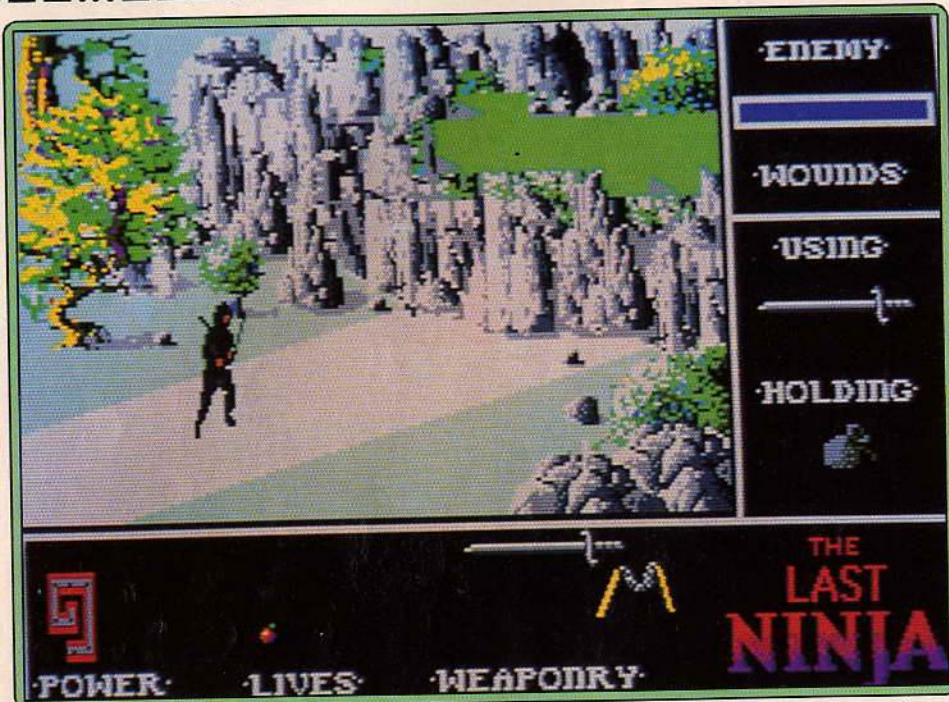 ·ENEMY·
·WOUNDS·
·USING·
·HOLDING·
THE
LAST
NINJA
·POWER·
·LIVES·
·WEAPONRY·